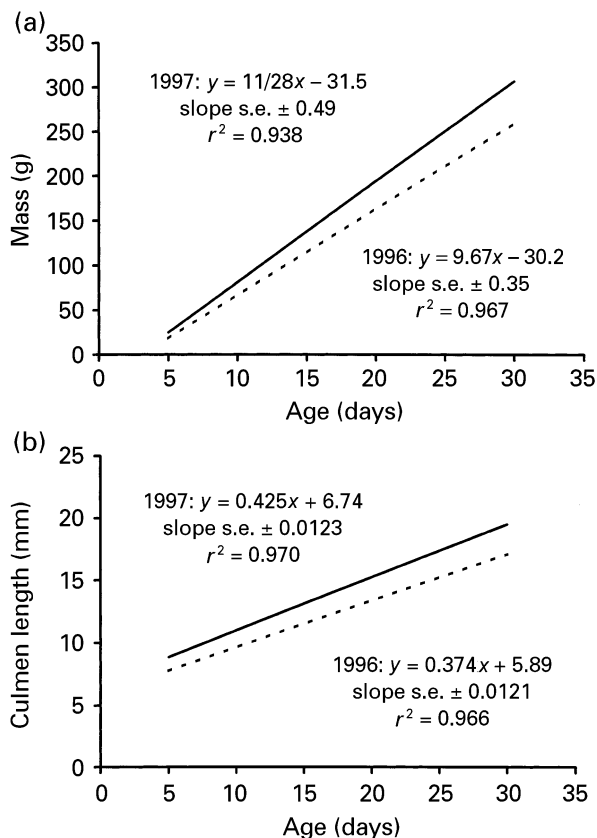 (a)
350
300
250
200
150
100
50
0
Mass (g)
1997: y = 11/28x – 31.5
slope s.e. ± 0.49
r² = 0.938
1996: y = 9.67x – 30.2
slope s.e. ± 0.35
r² = 0.967
0 5 10 15 20 25 30 35
Age (days)
(b)
25
20
15
10
5
0
Culmen length (mm)
1997: y = 0.425x + 6.74
slope s.e. ± 0.0123
r² = 0.970
1996: y = 0.374x + 5.89
slope s.e. ± 0.0121
r² = 0.966
0 5 10 15 20 25 30 35
Age (days)